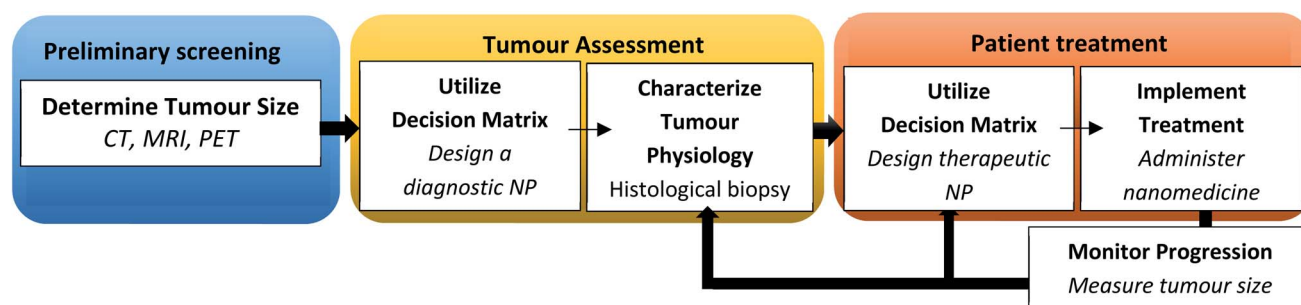 Preliminary screening
Determine Tumour Size
CT, MRI, PET
Tumour Assessment
Utilize
Decision Matrix
Design a
diagnostic NP
Characterize
Tumour
Physiology
Histological biopsy
Patient treatment
Utilize
Decision Matrix
Design therapeutic
NP
Implement
Treatment
Administer
nanomedicine
Monitor Progression
Measure tumour size